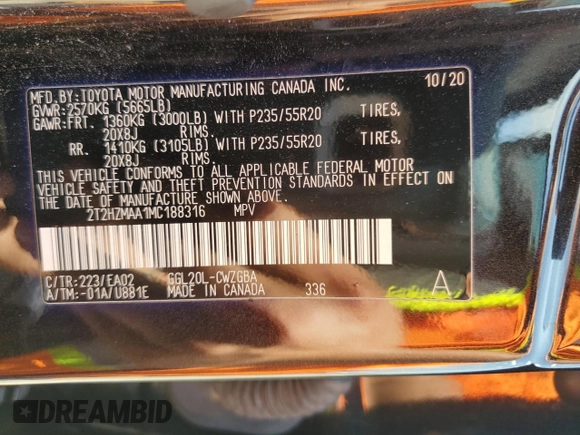 MFD.BY:TOYOTA MOTOR MANUFACTURING CANADA INC. 10/20
GVWR:2570KG (5665LB)
GAWR:FRT. 1360KG (3000LB) WITH P235/55R20 TIRES,
20X8J RIMS.
RR. 1410KG (3105LB) WITH P235/55R20 TIRES,
20X8J RIMS.
THIS VEHICLE CONFORMS TO ALL APPLICABLE FEDERAL MOTOR
VEHICLE SAFETY AND THEFT PREVENTION STANDARDS IN EFFECT ON
THE DATE OF MANUFACTURE SHOWN ABOVE.
2T2HZMAA1MC188316 MPV
C/TR:223/EA02 GGL20L-CWZGBA
A/TM:-01A/U881E MADE IN CANADA 336 A
DREAMBID